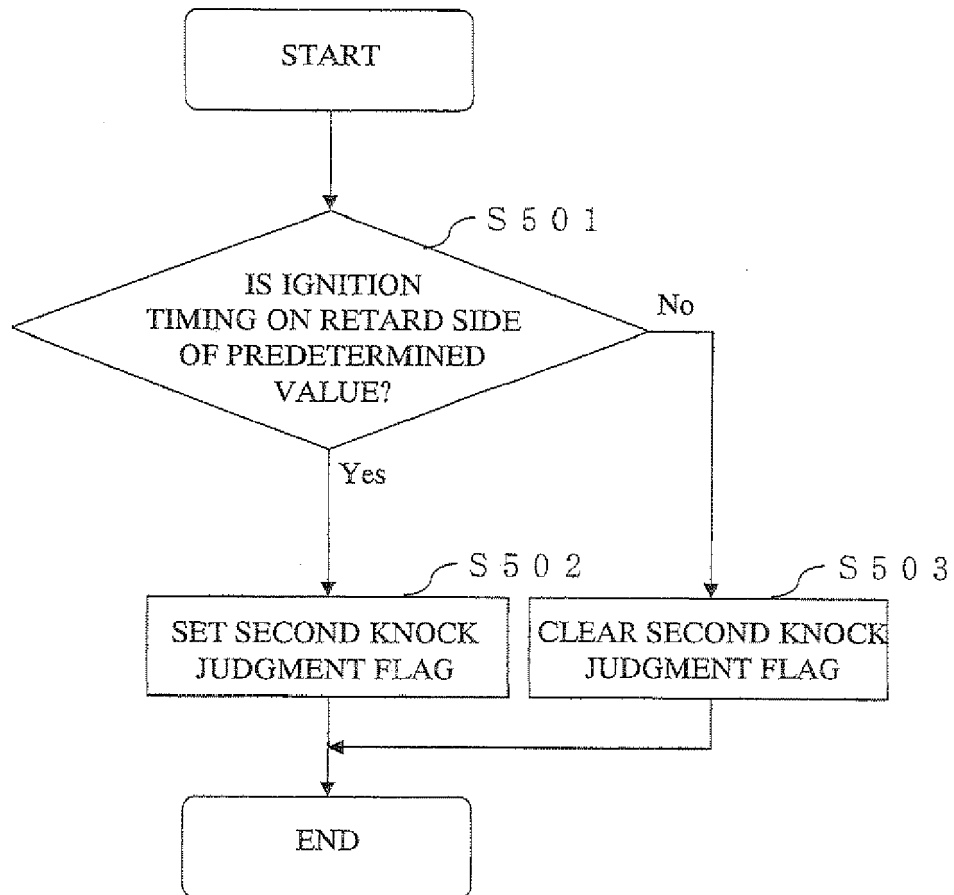 START
S501
IS IGNITION
TIMING ON RETARD SIDE
OF PREDETERMINED
VALUE?
No
Yes
S502
S503
SET SECOND KNOCK
JUDGMENT FLAG
CLEAR SECOND KNOCK
JUDGMENT FLAG
END